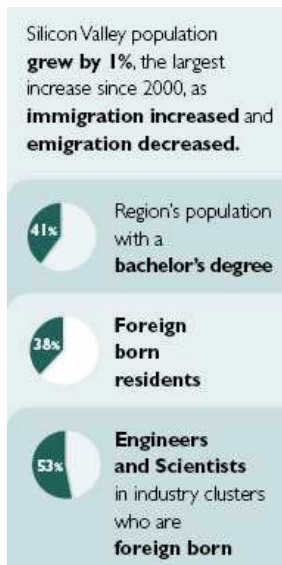 Silicon Valley population
grew by 1%, the largest
increase since 2000, as
immigration increased and
emigration decreased.
41%
Region's population
with a
bachelor's degree
38%
Foreign
born
residents
53%
Engineers
and Scientists
in industry clusters
who are
foreign born